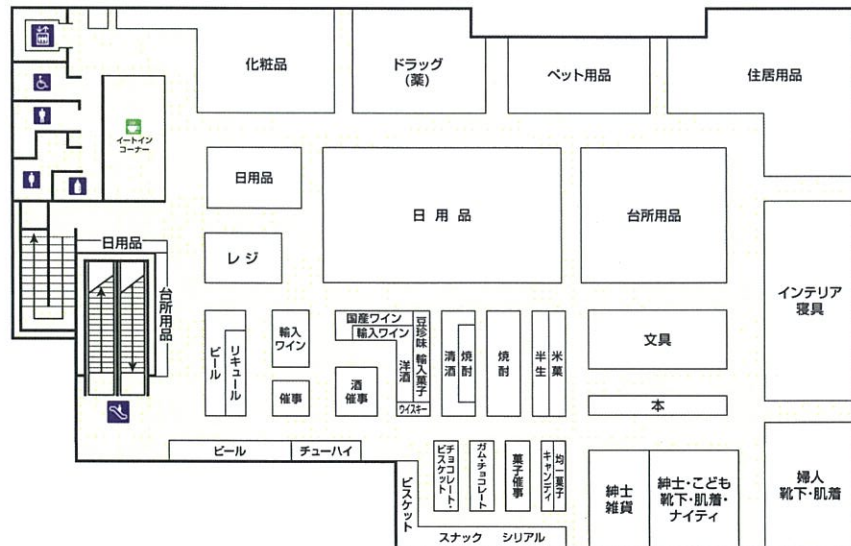 化粧品
ドラッグ
(薬)
ペット用品
住居用品
イートイン
コーナー
日用品
日用品
台所用品
レジ
日用品
台所用品
インテリア
寝具
ビール
リキュール
輸入
ワイン
催事
国産ワイン
輸入ワイン
洋酒
豆珍味 輸入菓子
ウイスキー
酒
催事
清酒
焼酎
焼酎
半生
米菓
文具
本
ビール
チューハイ
ビスケット
チョコレート・
ビスケット
ガム・チョコレート
菓子催事
キャンディ
均一菓子
スナック
シリアル
紳士
雑貨
紳士・こども
靴下・肌着・
ナイティ
婦人
靴下・肌着